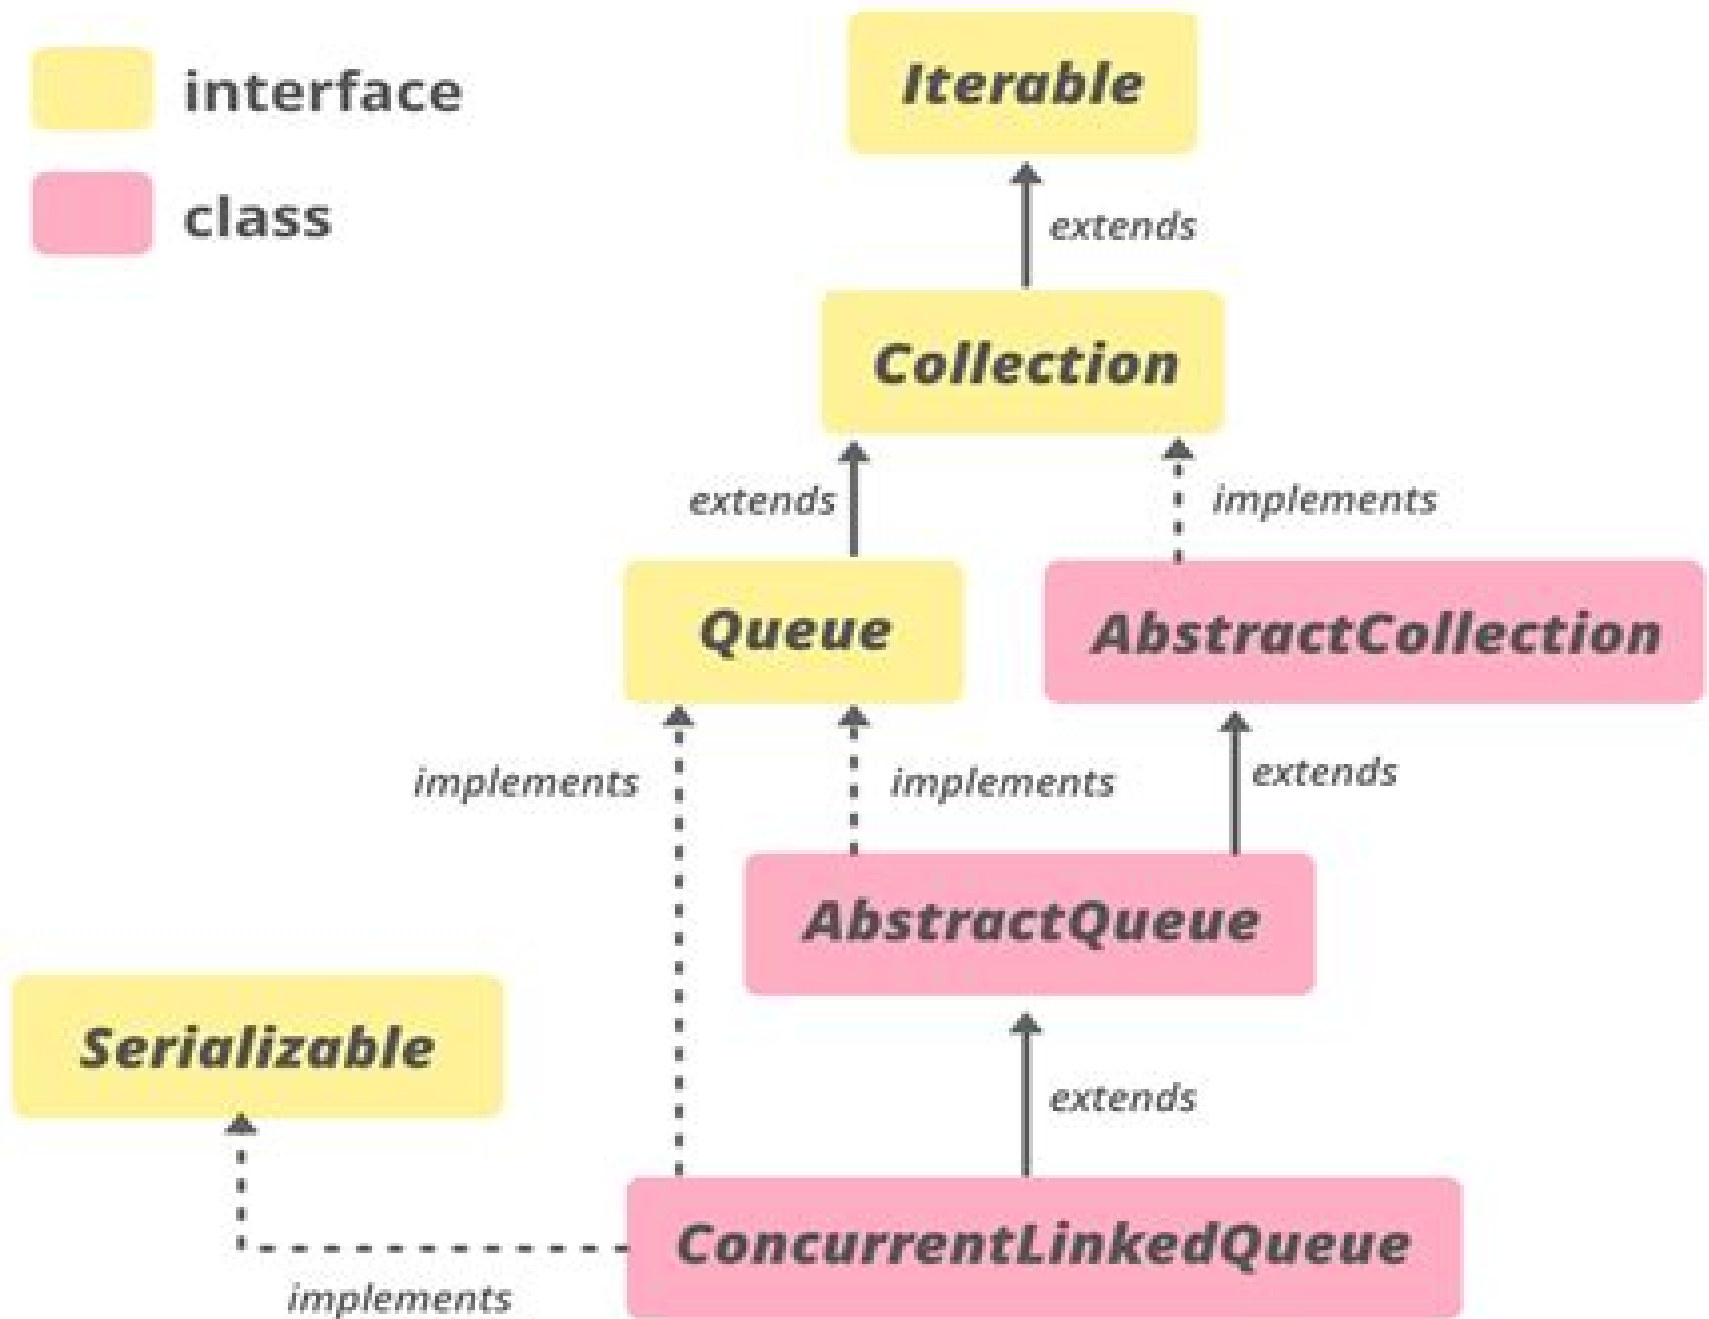 interface
class
Iterable
extends
Collection
extends
implements
Queue
AbstractCollection
implements
implements
extends
AbstractQueue
Serializable
extends
ConcurrentLinkedQueue
implements